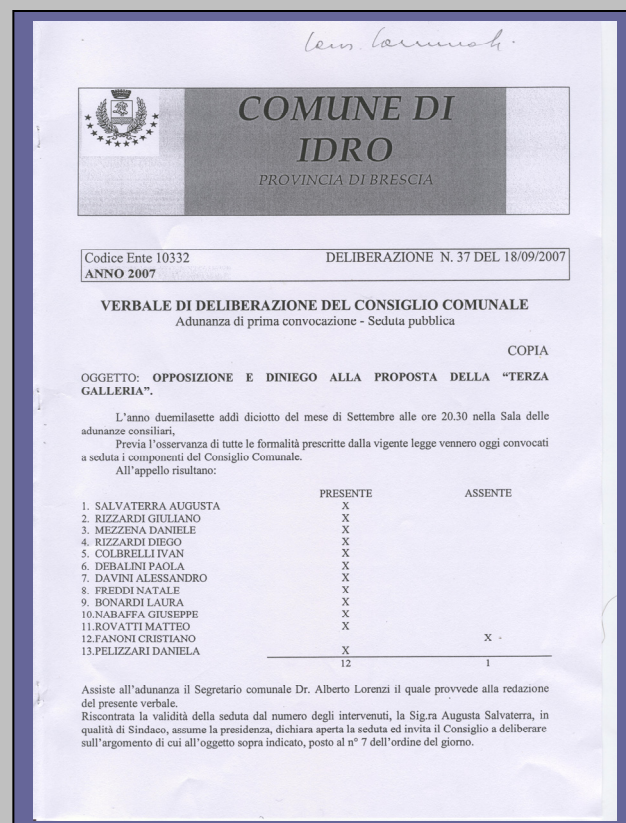 Cons. Comunali.
COMUNE DI
IDRO
PROVINCIA DI BRESCIA
Codice Ente 10332 DELIBERAZIONE N. 37 DEL 18/09/2007
ANNO 2007
VERBALE DI DELIBERAZIONE DEL CONSIGLIO COMUNALE
Adunanza di prima convocazione - Seduta pubblica
COPIA
OGGETTO: OPPOSIZIONE E DINIEGO ALLA PROPOSTA DELLA “TERZA
GALLERIA”.
L'anno duemilasette addì diciotto del mese di Settembre alle ore 20.30 nella Sala delle
adunanze consiliari,
Previa l'osservanza di tutte le formalità prescritte dalla vigente legge vennero oggi convocati
a seduta i componenti del Consiglio Comunale.
All'appello risultano:
PRESENTE ASSENTE
1. SALVATERRA AUGUSTA X
2. RIZZARDI GIULIANO X
3. MEZZENA DANIELE X
4. RIZZARDI DIEGO X
5. COLBRELLI IVAN X
6. DEBALINI PAOLA X
7. DAVINI ALESSANDRO X
8. FREDDI NATALE X
9. BONARDI LAURA X
10.NABAFFA GIUSEPPE X
11.ROVATTI MATTEO X
12.FANONI CRISTIANO X
13.PELIZZARI DANIELA X
12 1
Assiste all'adunanza il Segretario comunale Dr. Alberto Lorenzi il quale provvede alla redazione
del presente verbale.
Riscontrata la validità della seduta dal numero degli intervenuti, la Sig.ra Augusta Salvaterra, in
qualità di Sindaco, assume la presidenza, dichiara aperta la seduta ed invita il Consiglio a deliberare
sull'argomento di cui all'oggetto sopra indicato, posto al n° 7 dell'ordine del giorno.